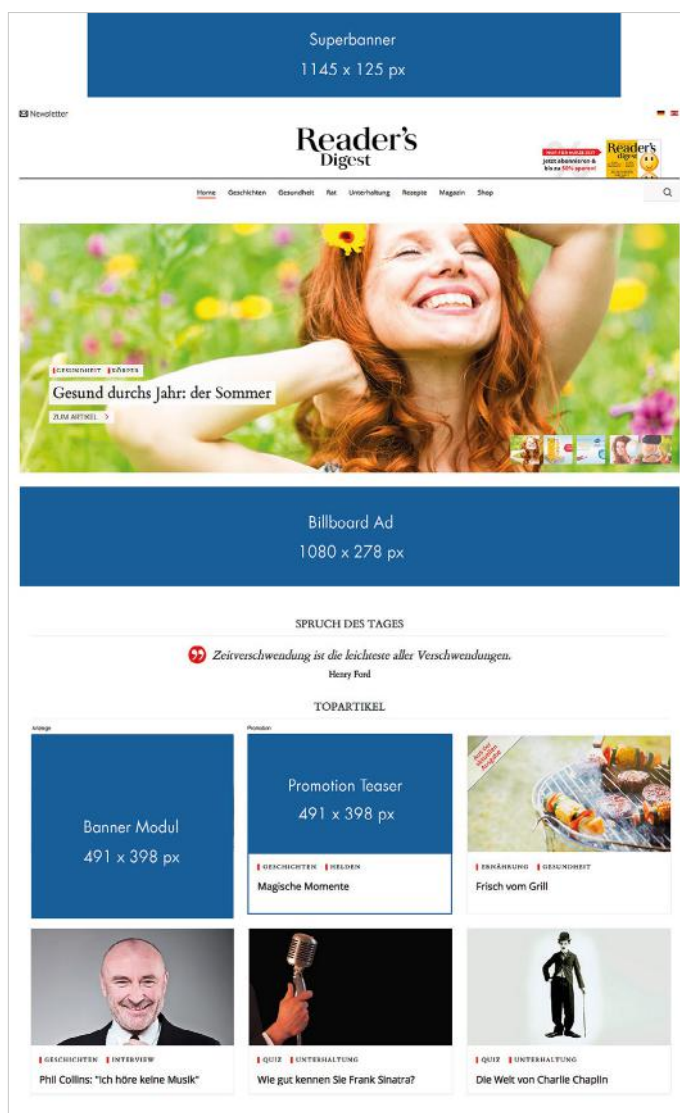 Superbanner
1145 x 125 px
Newsletter
Reader's
Digest
jetzt abonnieren &
bis zu 50% sparen!
Reader's
digest
Home Geschichten Gesundheit Rat Unterhaltung Rezepte Magazin Shop
GESUNDHEIT KÖRPER
Gesund durchs Jahr: der Sommer
ZUM ARTIKEL >
Billboard Ad
1080 x 278 px
SPRUCH DES TAGES
Zeitverschwendung ist die leichteste aller Verschwendungen.
Henry Ford
TOPARTIKEL
Anzeige
Promotion
Banner Modul
491 x 398 px
Promotion Teaser
491 x 398 px
GESCHICHTEN HELDEN
Magische Momente
Aus der
aktuellen
Ausgabe
ERNÄHRUNG GESUNDHEIT
Frisch vom Grill
GESCHICHTEN INTERVIEW
Phil Collins: "Ich höre keine Musik"
QUIZ UNTERHALTUNG
Wie gut kennen Sie Frank Sinatra?
QUIZ UNTERHALTUNG
Die Welt von Charlie Chaplin